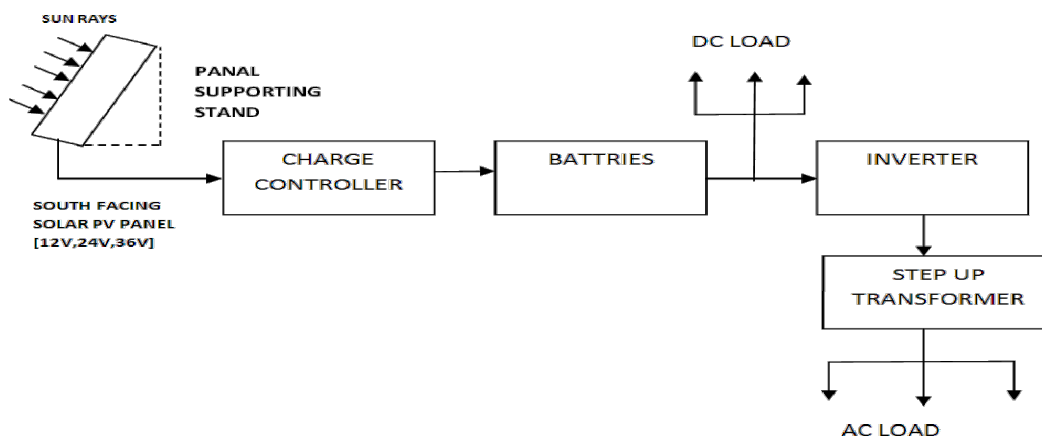 SUN RAYS
PANAL
SUPPORTING
STAND
SOUTH FACING
SOLAR PV PANEL
[12V,24V,36V]
CHARGE
CONTROLLER
BATTRIES
DC LOAD
INVERTER
STEP UP
TRANSFORMER
AC LOAD